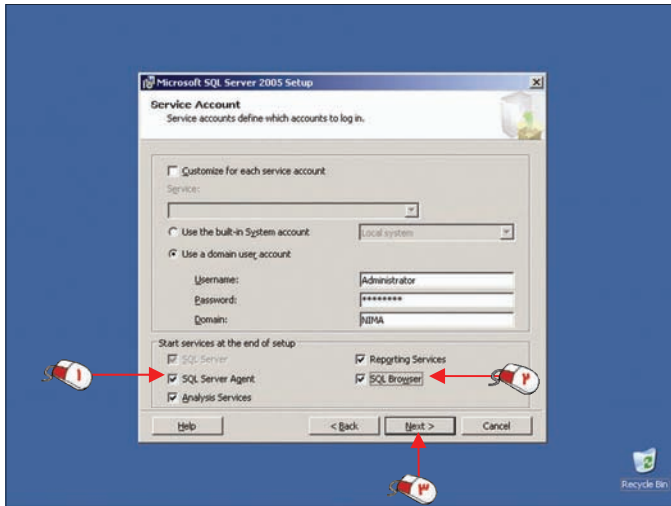 Microsoft SQL Server 2005 Setup
Service Account
Service accounts define which accounts to log in.
Customize for each service account
Service:
Use the built-in System account
Local system
Use a domain user account
Username:
Administrator
Password:
********
Domain:
NIMA
Start services at the end of setup
SQL Server
Reporting Services
۱
SQL Server Agent
SQL Browser
۲
Analysis Services
Help
< Back
Next >
Cancel
۳
Recycle Bin